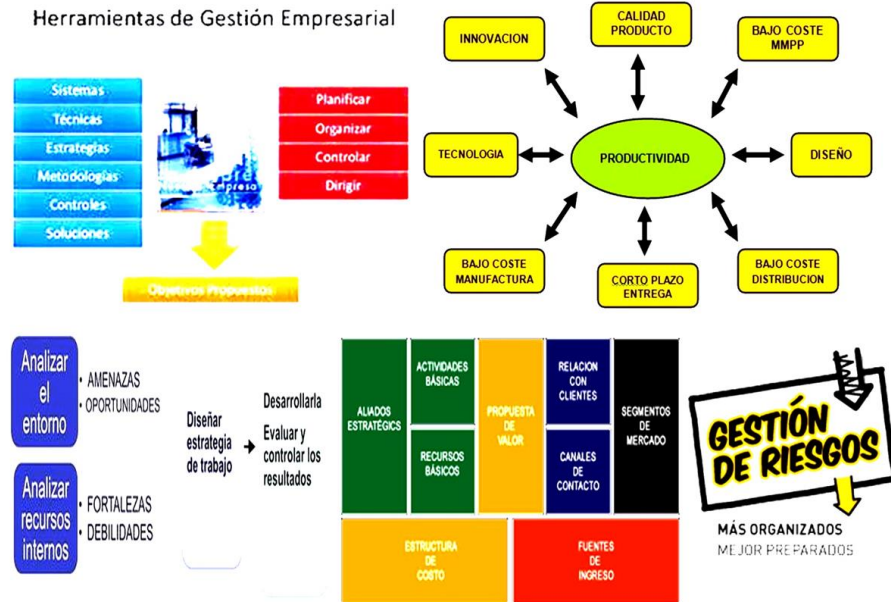 Herramientas de Gestión Empresarial
Sistemas
Técnicas
Estrategías
Metodologías
Controles
Soluciones
Empresa
Planificar
Organizar
Controlar
Dirigir
Objetivos Propuestos
INNOVACION
CALIDAD
PRODUCTO
BAJO COSTE
MMPP
TECNOLOGIA
PRODUCTIVIDAD
DISEÑO
BAJO COSTE
MANUFACTURA
CORTO PLAZO
ENTREGA
BAJO COSTE
DISTRIBUCION
Analizar
el
entorno
• AMENAZAS
• OPORTUNIDADES
Analizar
recursos
internos
• FORTALEZAS
• DEBILIDADES
Diseñar
estrategia
de trabajo
Desarrollarla
Evaluar y
controlar los
resultados
ALIADOS
ESTRATÉGICS
ACTIVIDADES
BÁSICAS
RECURSOS
BÁSICOS
PROPUESTA
DE
VALOR
RELACION
CON
CLIENTES
CANALES
DE
CONTACTO
SEGMENTOS
DE
MERCADO
ESTRUCTURA
DE
COSTO
FUENTES
DE
INGRESO
GESTIÓN
DE RIESGOS
MÁS ORGANIZADOS
MEJOR PREPARADOS